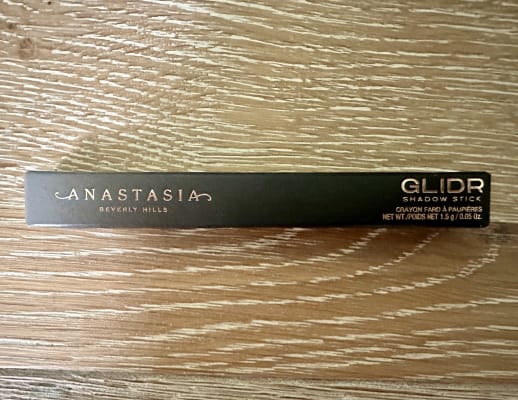 ANASTASIA
BEVERLY HILLS
GLIDR
SHADOW STICK
CRAYON FARD À PAUPIÈRES
NET WT./POIDS NET 1.5 g / 0.05 Oz.